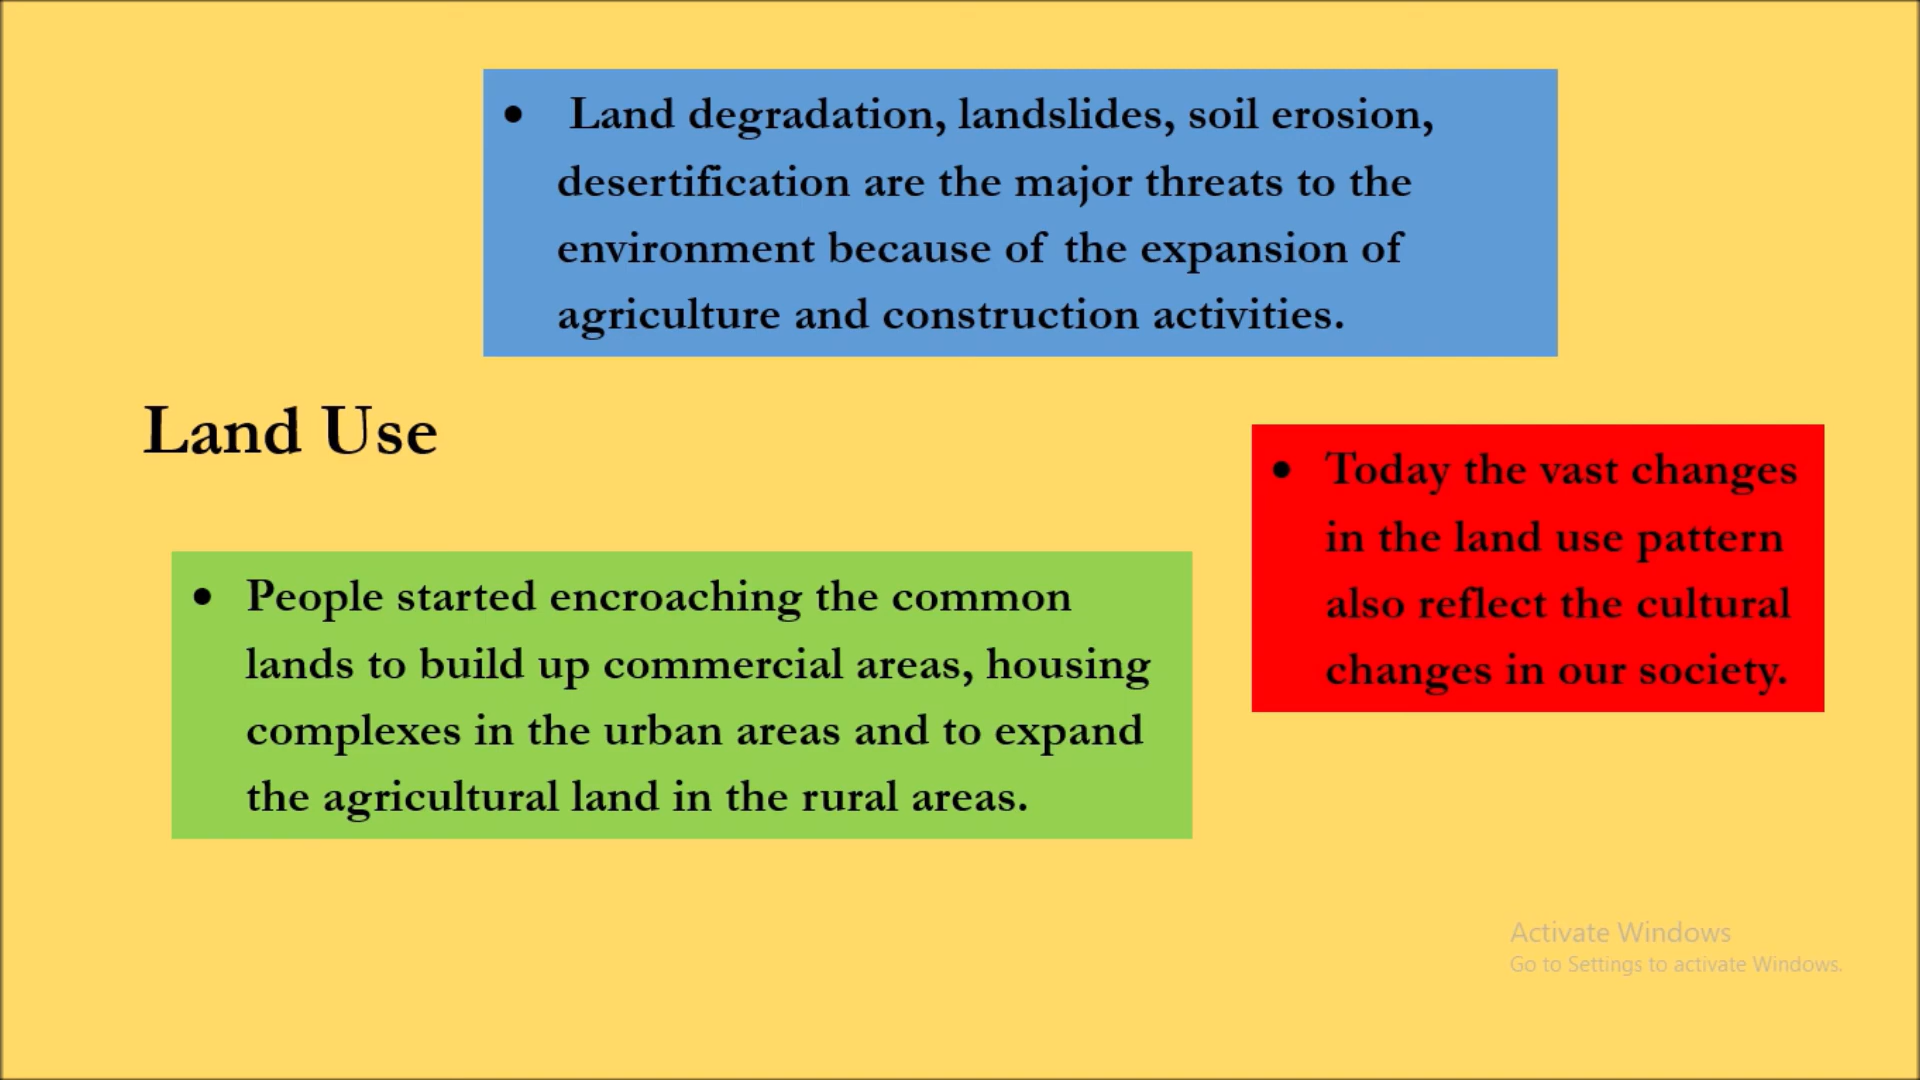 • Land degradation, landslides, soil erosion,
desertification are the major threats to the
environment because of the expansion of
agriculture and construction activities.
Land Use
• Today the vast changes
in the land use pattern
also reflect the cultural
changes in our society.
• People started encroaching the common
lands to build up commercial areas, housing
complexes in the urban areas and to expand
the agricultural land in the rural areas.
Activate Windows
Go to Settings to activate Windows.